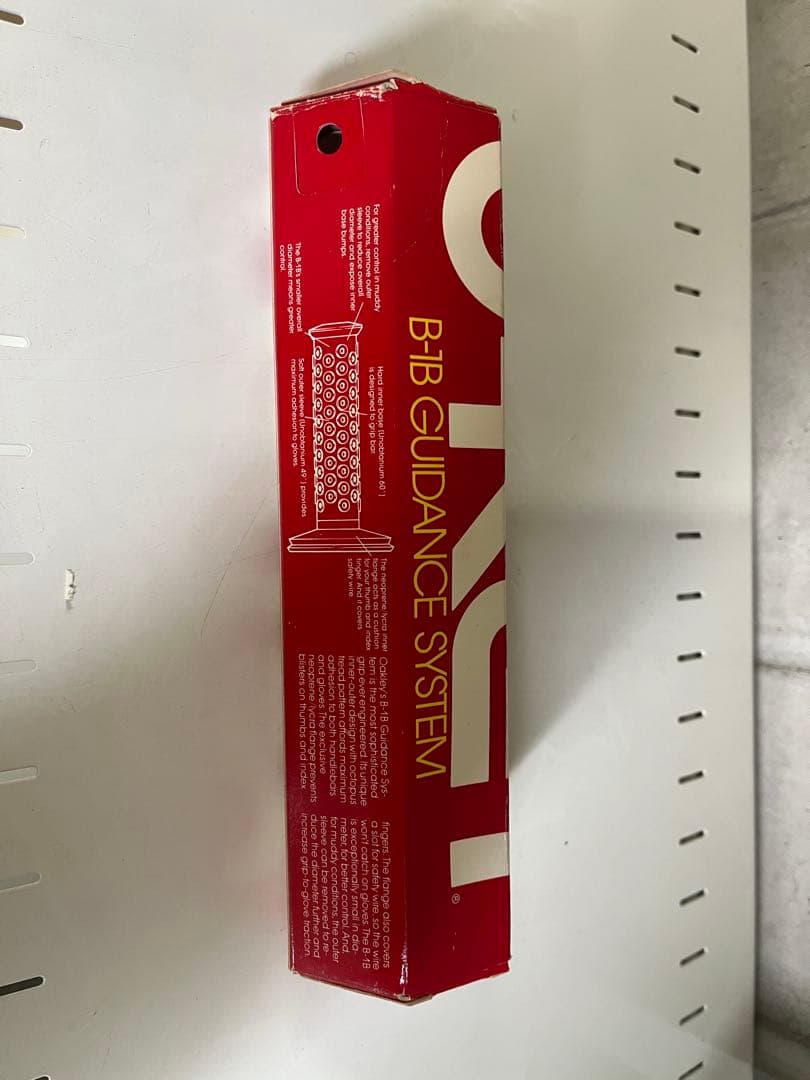 B-1B GUIDANCE SYSTEM
®
For greater control in muddy
conditions, remove outer
sleeve to reduce overall
diameter and expose inner
base bumps.
Hard inner base (Unobtanium 60°)
is designed to grip bar.
The neoprene lycra inner
flange acts as a cushion
for your thumb and index
finger. And it covers
safety wire.
The B-1B's smaller overall
diameter means greater
control.
Soft outer sleeve (Unobtanium 49°) provides
maximum adhesion to gloves.
Oakley's B-1B Guidance Sys-
tem is the most sophisticated
grip ever engineered. Its unique
inner-outer design with octopus
tread pattern affords maximum
adhesion to both handlebars
and gloves. The exclusive
neoprene/lycra flange prevents
blisters on thumbs and index
fingers. The flange also covers
a slot for safety wire, so the wire
won't catch on gloves. The B-1B
is exceptionally small in dia-
meter, for better control. And,
for muddy conditions, the outer
sleeve can be removed to re-
duce the diameter further and
increase grip-to-glove traction.